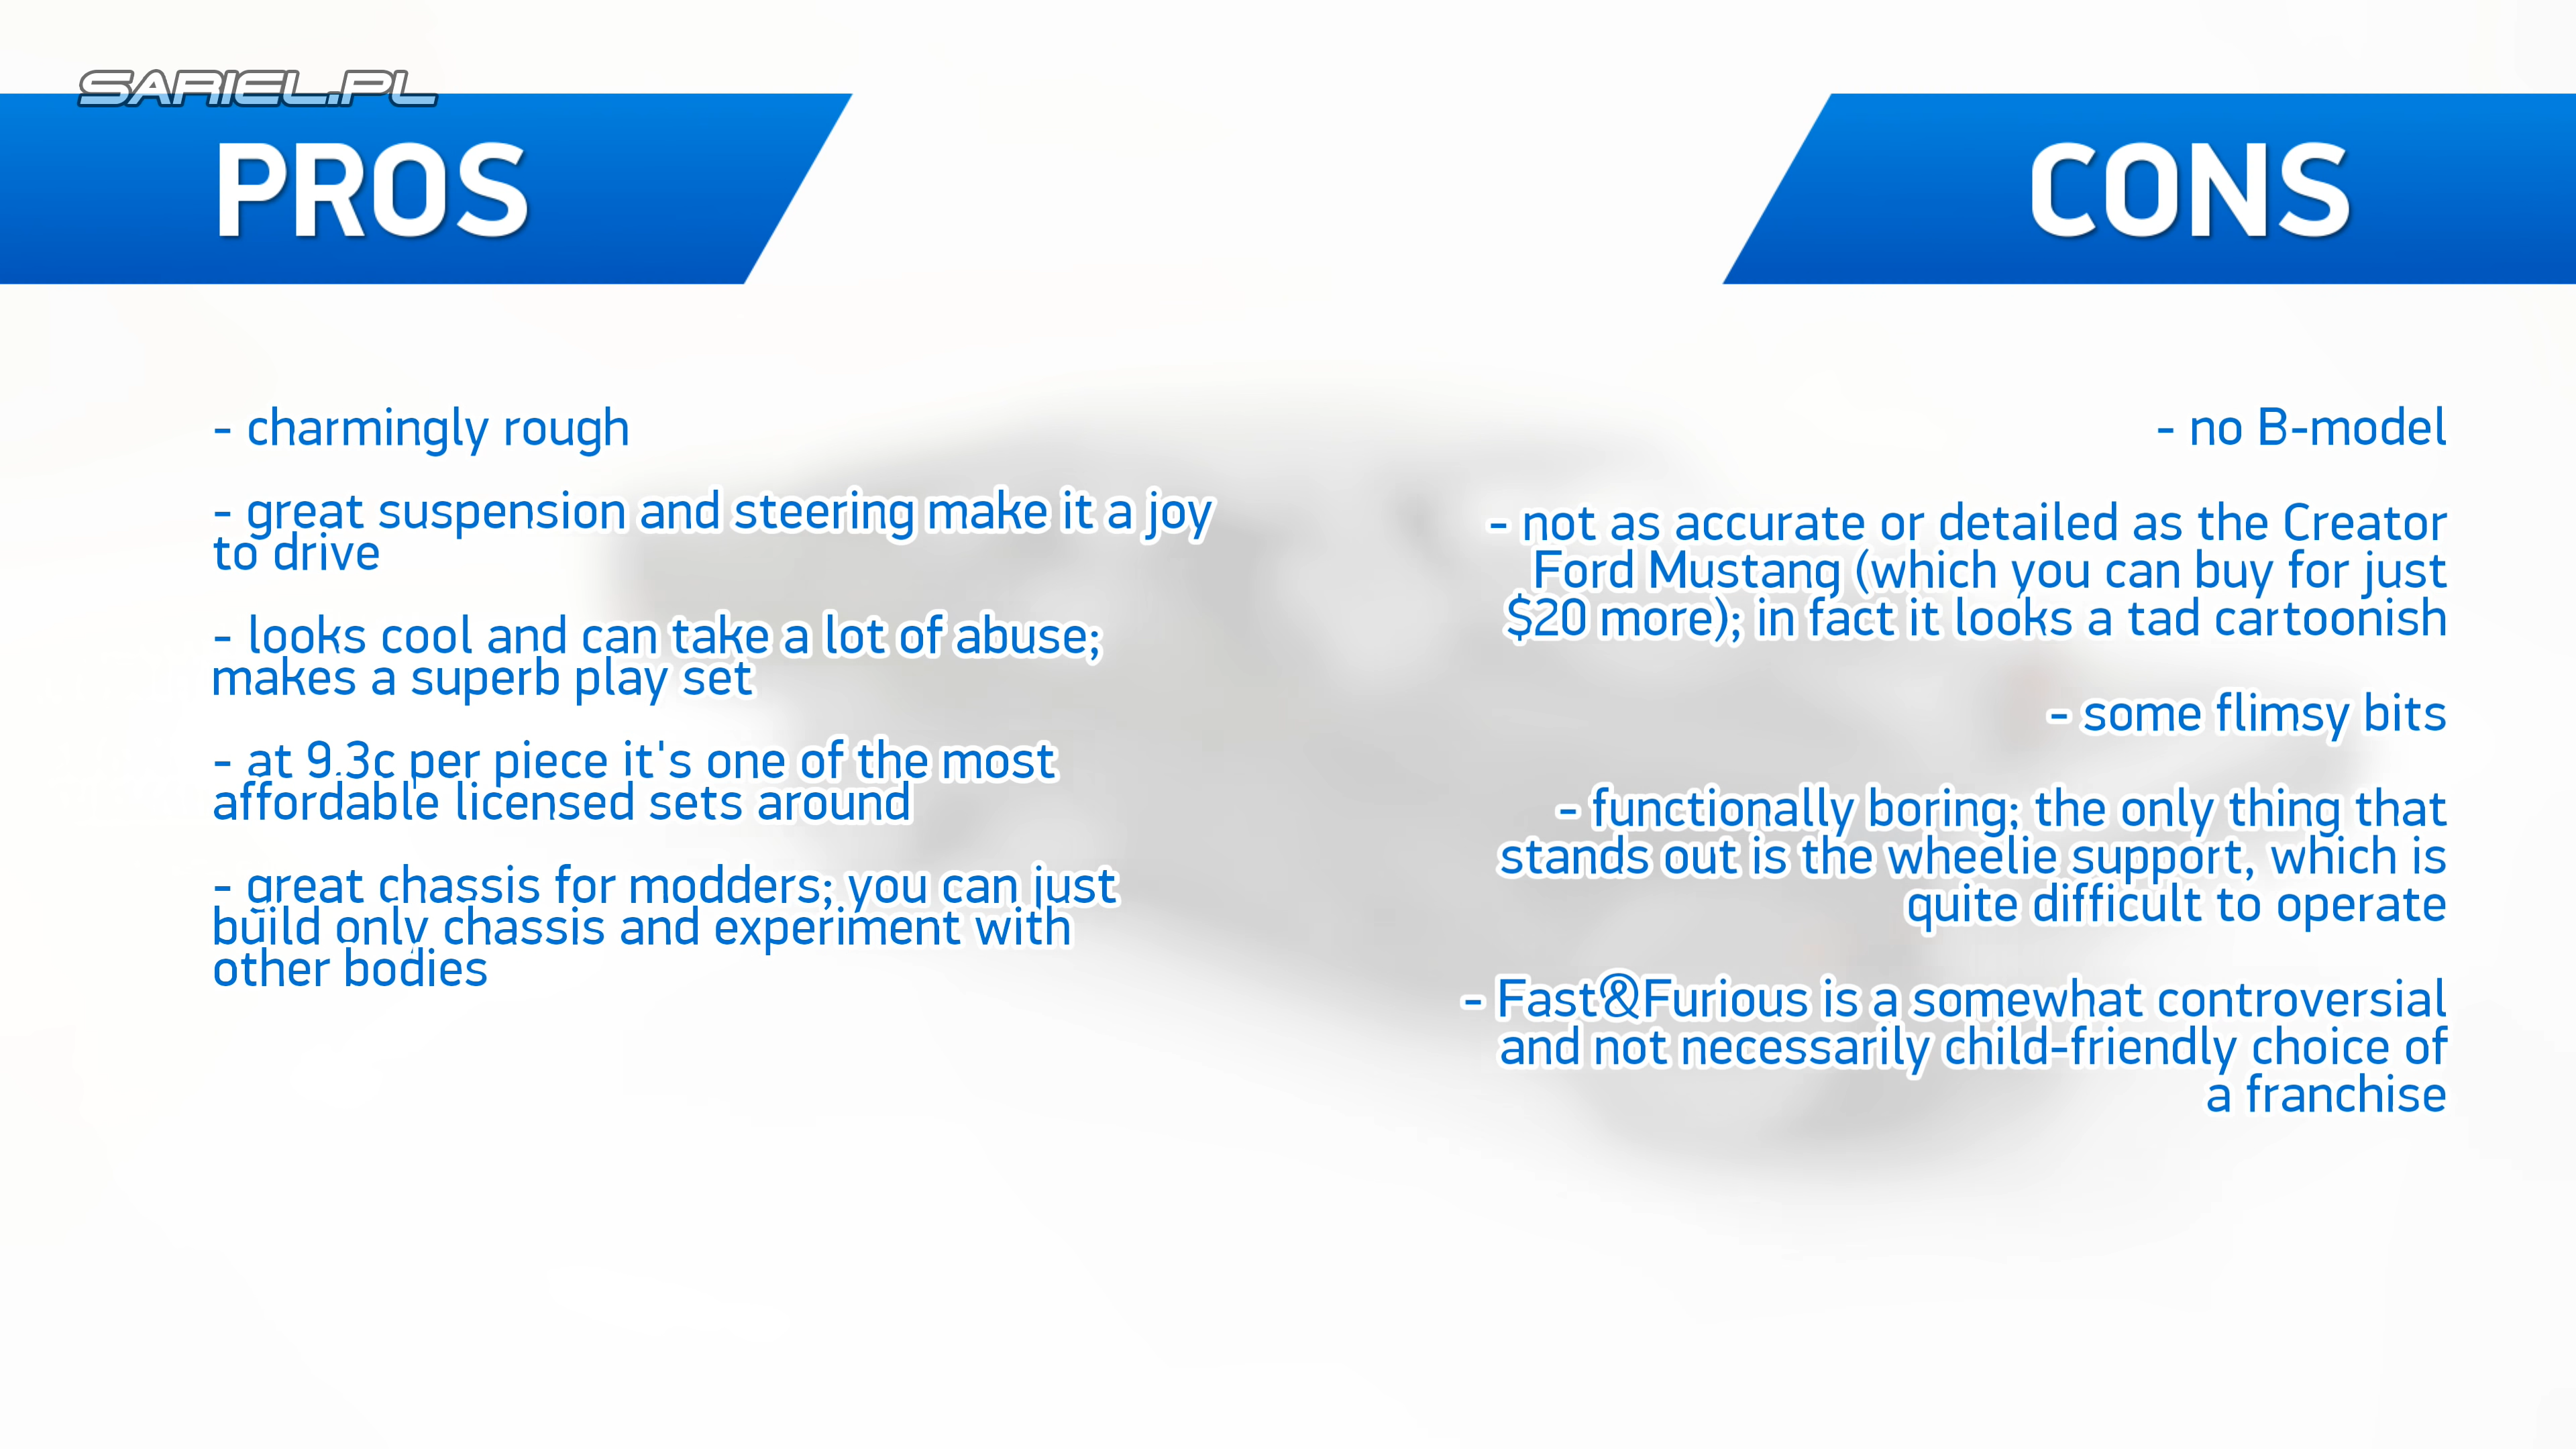 SARIEL.PL
PROS
- charmingly rough
- great suspension and steering make it a joy
to drive
- looks cool and can take a lot of abuse;
makes a superb play set
- at 9.3c per piece it's one of the most
affordable licensed sets around
- great chassis for modders; you can just
build only chassis and experiment with
other bodies
CONS
- no B-model
- not as accurate or detailed as the Creator
Ford Mustang (which you can buy for just
$20 more); in fact it looks a tad cartoonish
- some flimsy bits
- functionally boring; the only thing that
stands out is the wheelie support, which is
quite difficult to operate
- Fast&Furious is a somewhat controversial
and not necessarily child-friendly choice of
a franchise